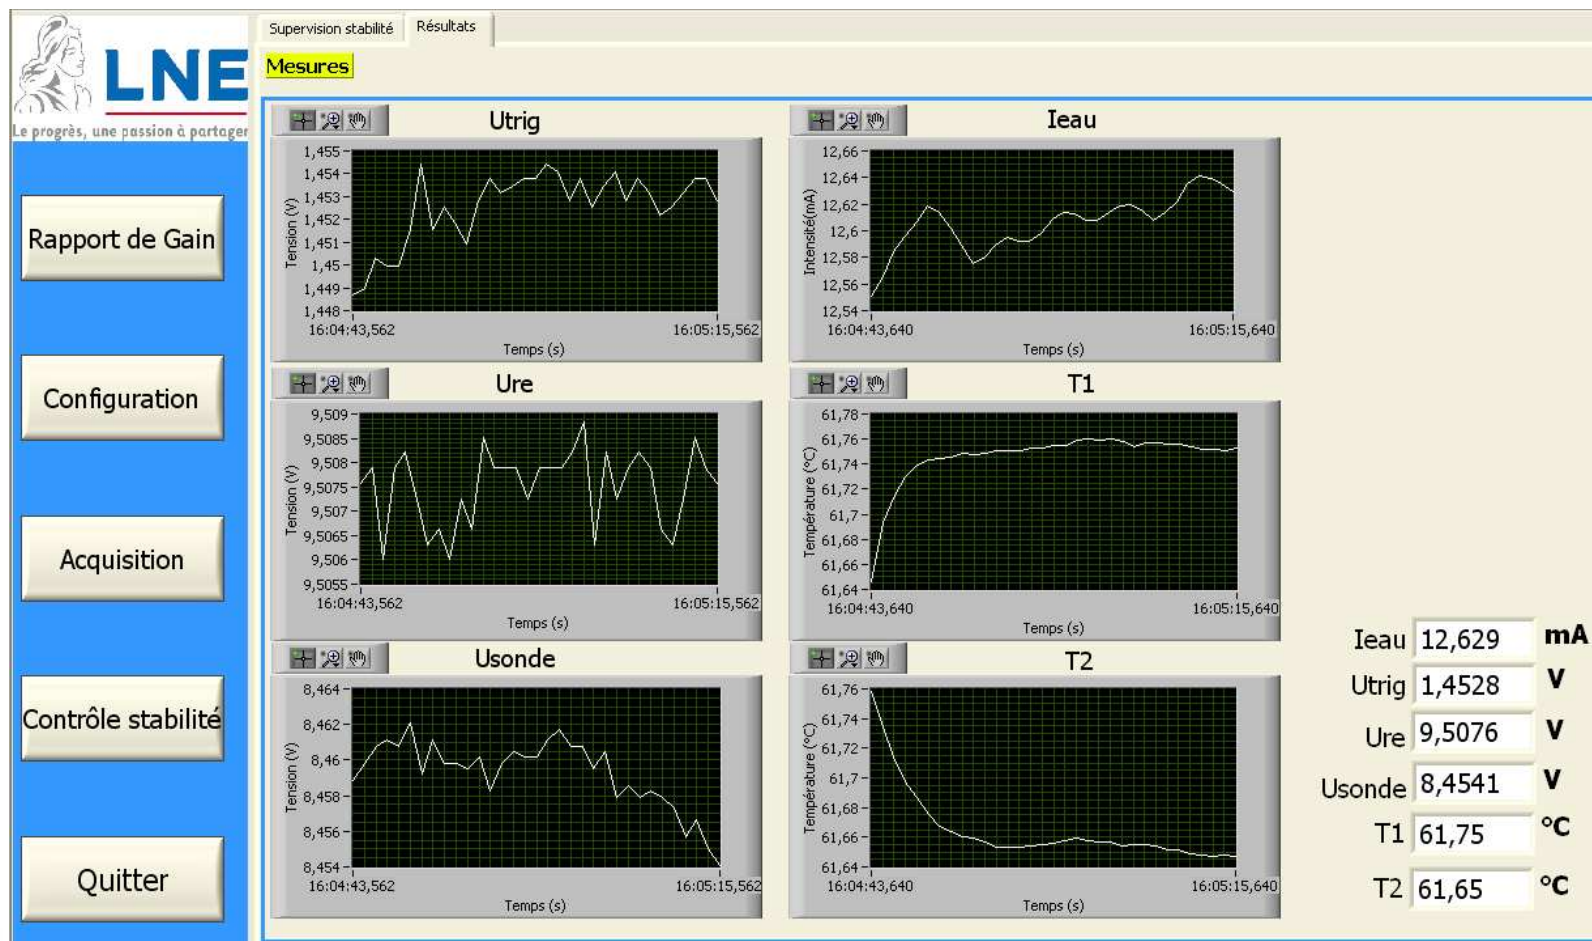 LNE
Le progrès, une passion à partager
Rapport de Gain
Configuration
Acquisition
Contrôle stabilité
Quitter
Supervision stabilité
Résultats
Mesures
Utrig
Tension (V)
1,455
1,454
1,453
1,452
1,451
1,45
1,449
1,448
16:04:43,562
16:05:15,562
Temps (s)
Ieau
Intensité(mA)
12,66
12,64
12,62
12,6
12,58
12,56
12,54
16:04:43,640
16:05:15,640
Temps (s)
Ure
Tension (V)
9,509
9,5085
9,508
9,5075
9,507
9,5065
9,506
9,5055
16:04:43,562
16:05:15,562
Temps (s)
T1
Température (°C)
61,78
61,76
61,74
61,72
61,7
61,68
61,66
61,64
16:04:43,640
16:05:15,640
Temps (s)
Usonde
Tension (V)
8,464
8,462
8,46
8,458
8,456
8,454
16:04:43,562
16:05:15,562
Temps (s)
T2
Température (°C)
61,76
61,74
61,72
61,7
61,68
61,66
61,64
16:04:43,640
16:05:15,640
Temps (s)
Ieau 12,629 mA
Utrig 1,4528 V
Ure 9,5076 V
Usonde 8,4541 V
T1 61,75 °C
T2 61,65 °C